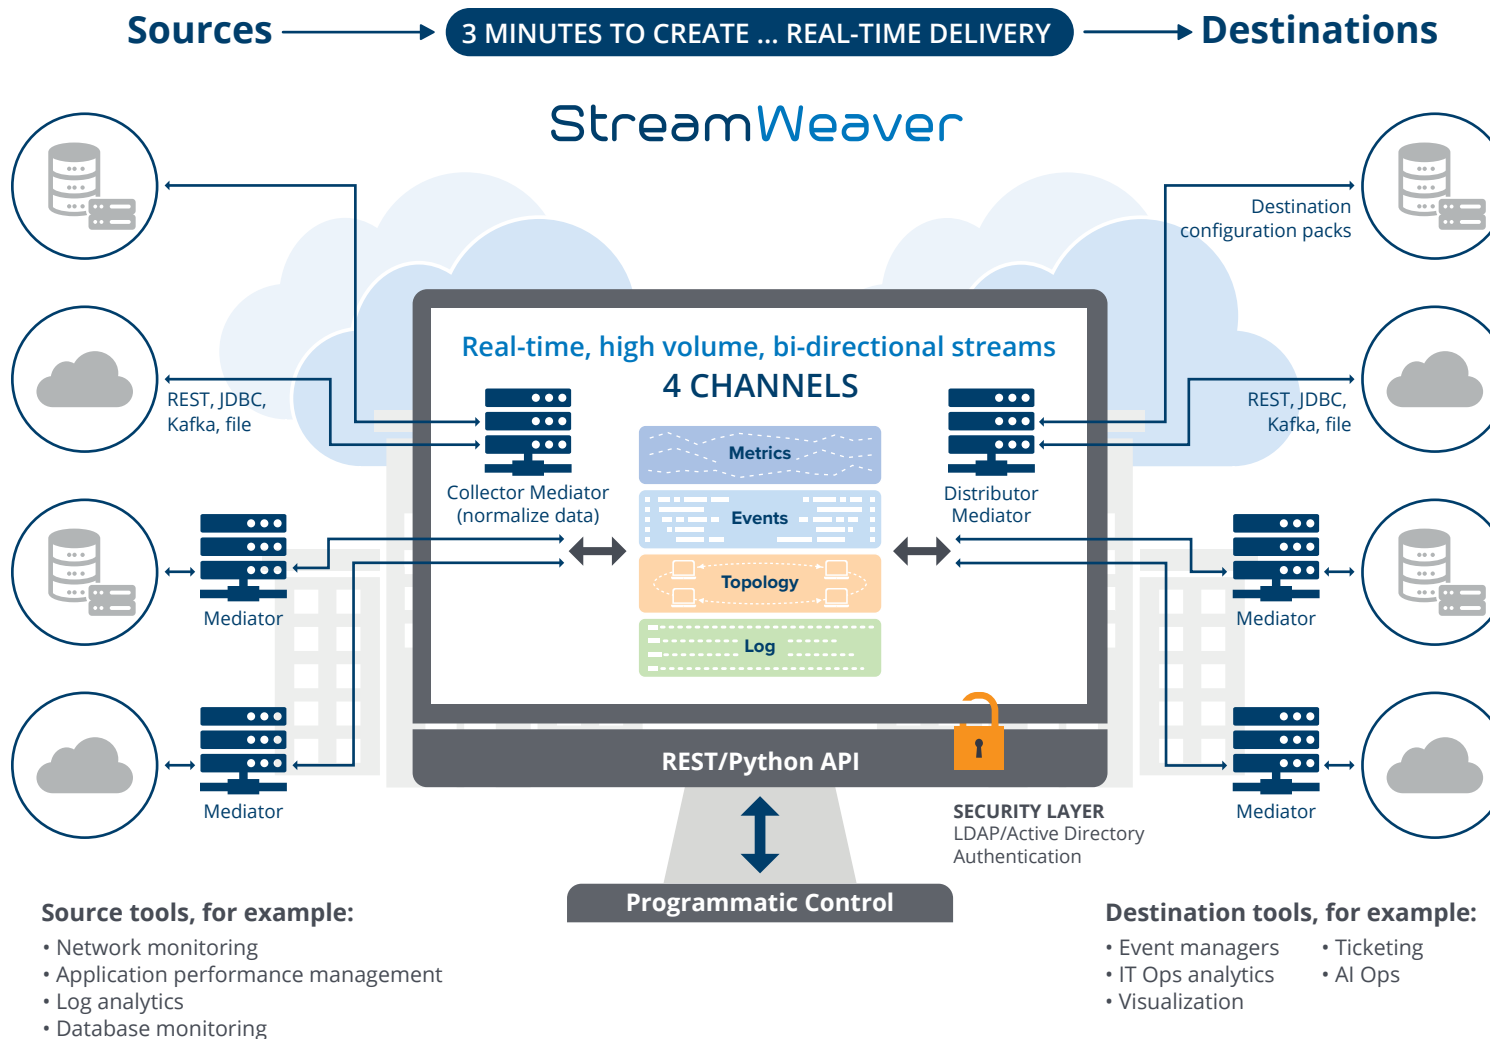 Sources
3 MINUTES TO CREATE ... REAL-TIME DELIVERY
Destinations
StreamWeaver
Destination
configuration packs
Real-time, high volume, bi-directional streams
4 CHANNELS
REST, JDBC,
Kafka, file
REST, JDBC,
Kafka, file
Metrics
Collector Mediator
(normalize data)
Distributor
Mediator
Events
Topology
Mediator
Mediator
Log
REST/Python API
Mediator
Mediator
SECURITY LAYER
LDAP/Active Directory
Authentication
Programmatic Control
Source tools, for example:
• Network monitoring
• Application performance management
• Log analytics
• Database monitoring
Destination tools, for example:
• Event managers
• IT Ops analytics
• Visualization
• Ticketing
• AI Ops